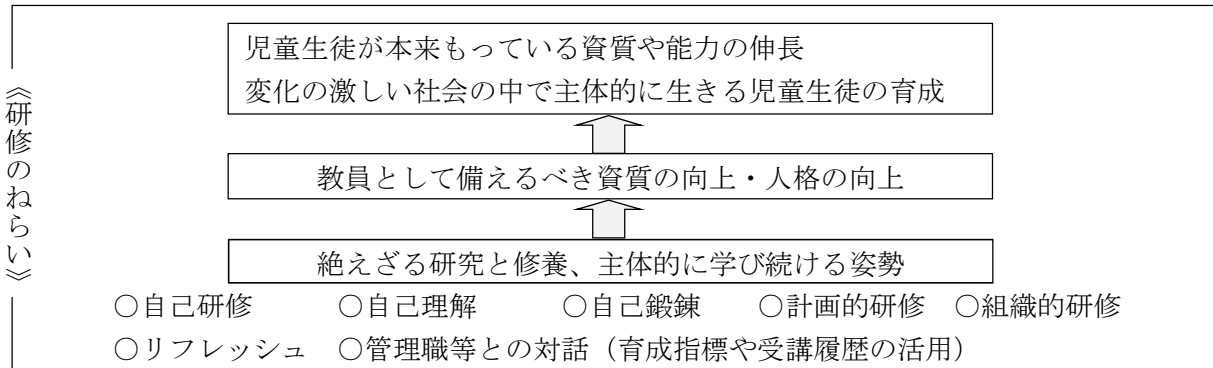 《研修のねらい》
児童生徒が本来もっている資質や能力の伸長
変化の激しい社会の中で主体的に生きる児童生徒の育成
教員として備えるべき資質の向上・人格の向上
絶えざる研究と修養、主体的に学び続ける姿勢
○自己研修 ○自己理解 ○自己鍛錬 ○計画的研修 ○組織的研修
○リフレッシュ ○管理職等との対話（育成指標や受講履歴の活用）